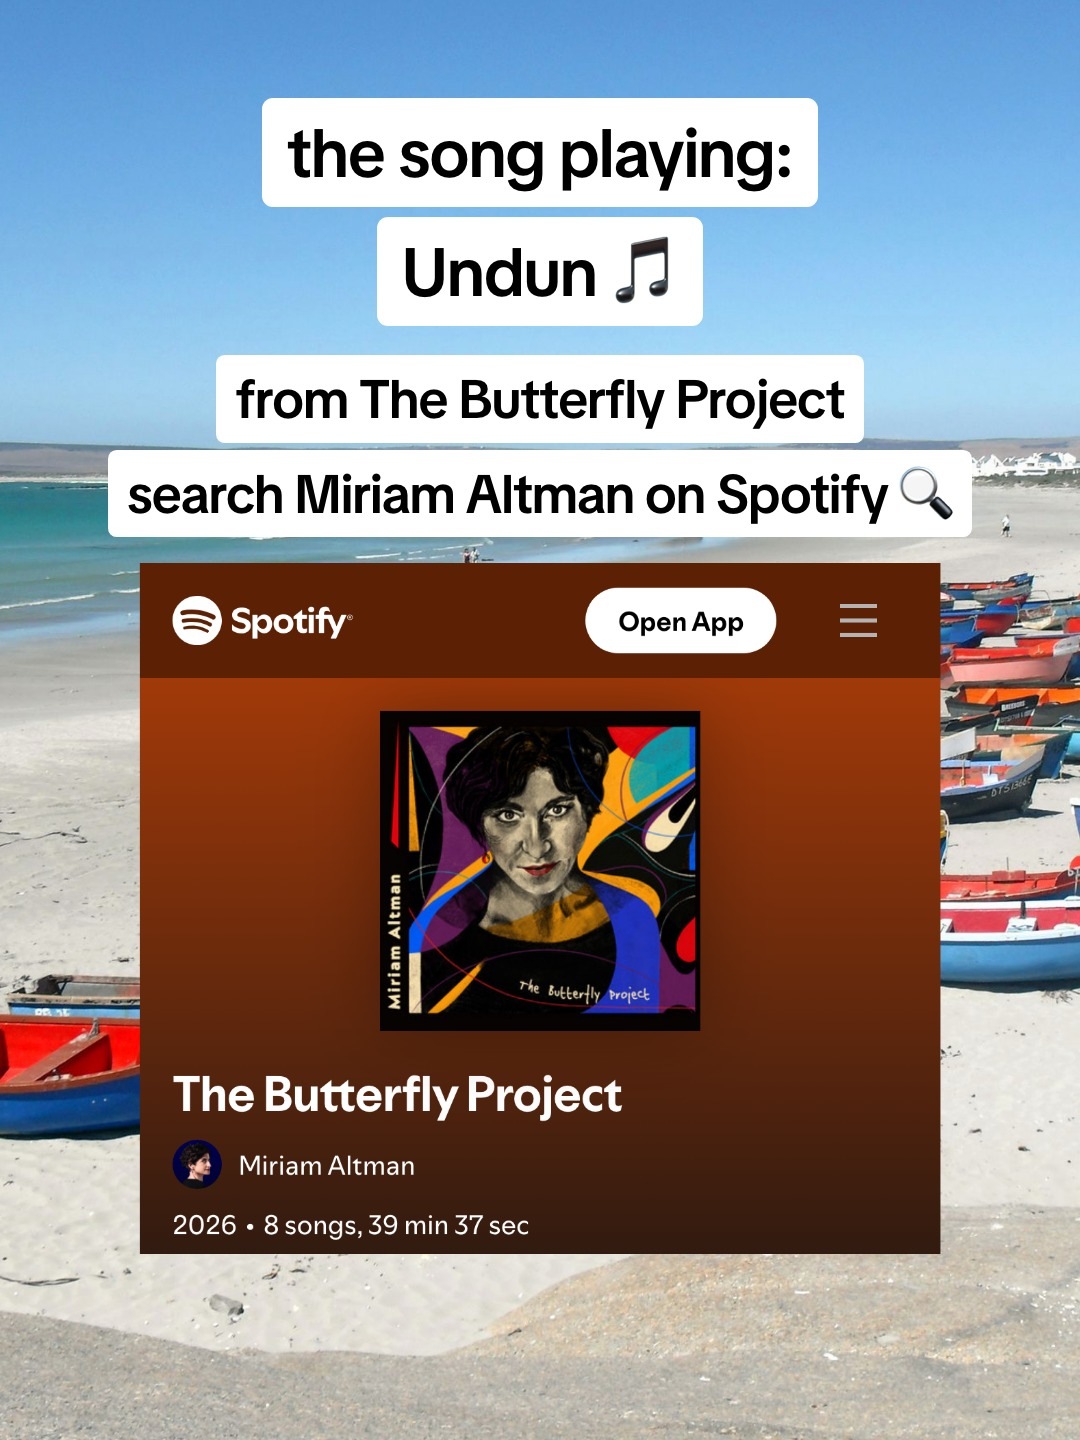 the song playing:
Undun 🎵
from The Butterfly Project
search Miriam Altman on Spotify 🔍
Spotify®
Open App
Miriam Altman
The Butterfly Project
The Butterfly Project
Miriam Altman
2026 • 8 songs, 39 min 37 sec